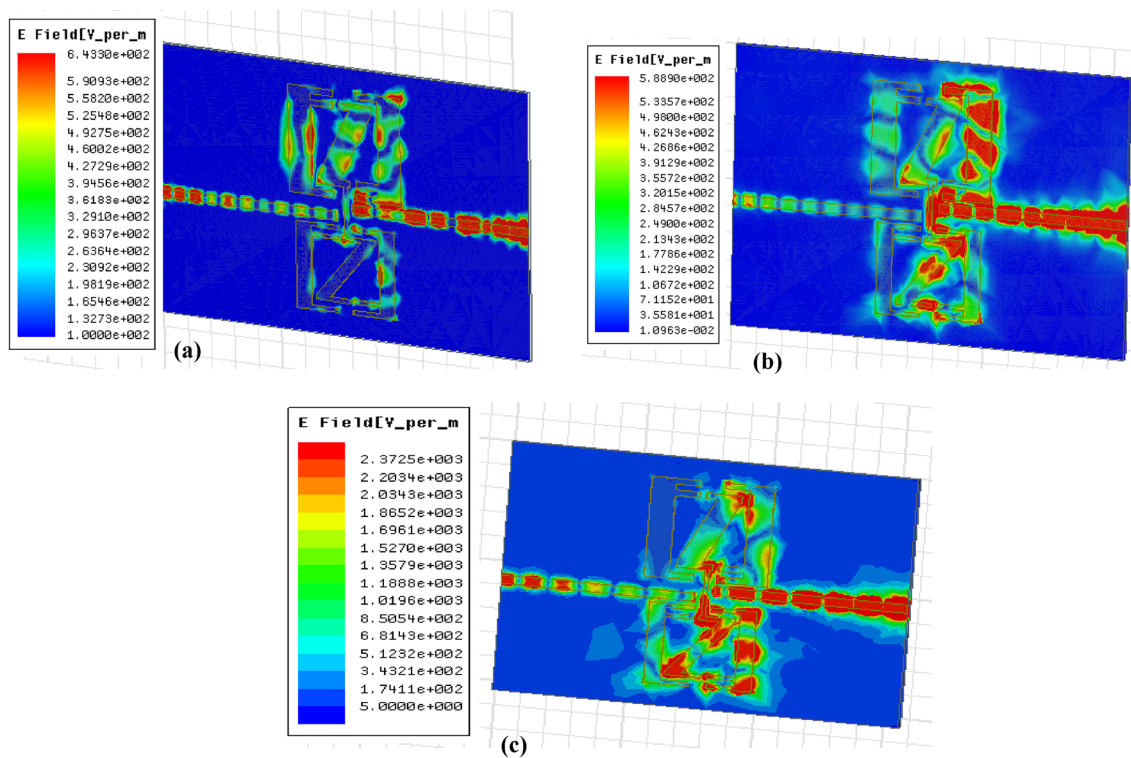 E Field[V_per_m
6.4330e+002
5.9093e+002
5.5820e+002
5.2548e+002
4.9275e+002
4.6002e+002
4.2729e+002
3.9456e+002
3.6183e+002
3.2910e+002
2.9637e+002
2.6364e+002
2.3092e+002
1.9819e+002
1.6546e+002
1.3273e+002
1.0000e+002
(a)
E Field[V_per_m
5.8890e+002
5.3357e+002
4.9800e+002
4.6243e+002
4.2686e+002
3.9129e+002
3.5572e+002
3.2015e+002
2.8457e+002
2.4900e+002
2.1343e+002
1.7786e+002
1.4229e+002
1.0672e+002
7.1152e+001
3.5581e+001
1.0963e-002
(b)
E Field[V_per_m
2.3725e+003
2.2034e+003
2.0343e+003
1.8652e+003
1.6961e+003
1.5270e+003
1.3579e+003
1.1888e+003
1.0196e+003
8.5054e+002
6.8143e+002
5.1232e+002
3.4321e+002
1.7411e+002
5.0000e+000
(c)